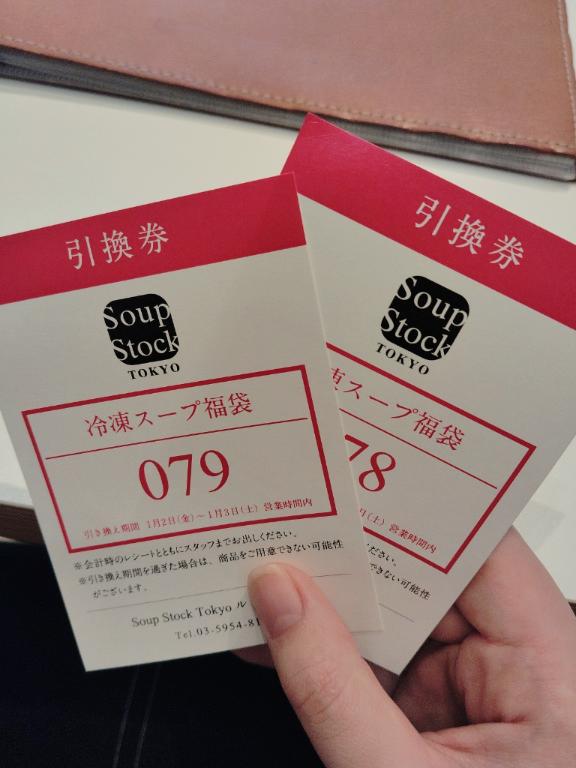 引換券
Soup
Stock
TOKYO
冷凍スープ福袋
079
引き換え期間 1月2日(金)~1月3日(土) 営業時間内
※会計時のレシートとともにスタッフまでお出しください。
※引き換え期間を過ぎた場合は、商品をご用意できない可能性
がございます。
Soup Stock Tokyo ル
Tel.03-5954-81
引換券
Soup
Stock
TOKYO
スープ福袋
78
(土) 営業時間内
ださい。
できない可能性